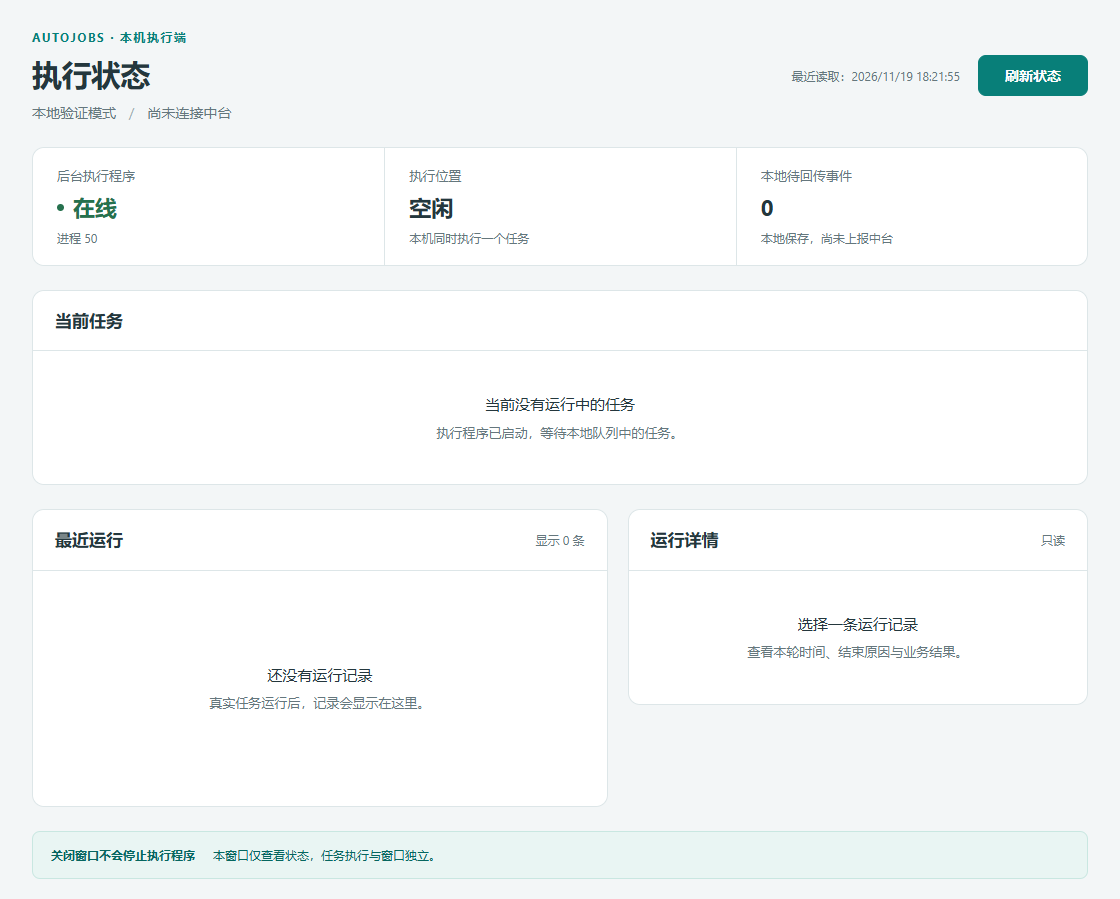 AUTOJOBS · 本机执行端
执行状态
最近读取：2026/11/19 18:21:55
刷新状态
本地验证模式 / 尚未连接中台
后台执行程序
• 在线
进程 50
执行位置
空闲
本机同时执行一个任务
本地待回传事件
0
本地保存，尚未上报中台
当前任务
当前没有运行中的任务
执行程序已启动，等待本地队列中的任务。
最近运行
显示 0 条
还没有运行记录
真实任务运行后，记录会显示在这里。
运行详情
只读
选择一条运行记录
查看本轮时间、结束原因与业务结果。
关闭窗口不会停止执行程序 本窗口仅查看状态，任务执行与窗口独立。